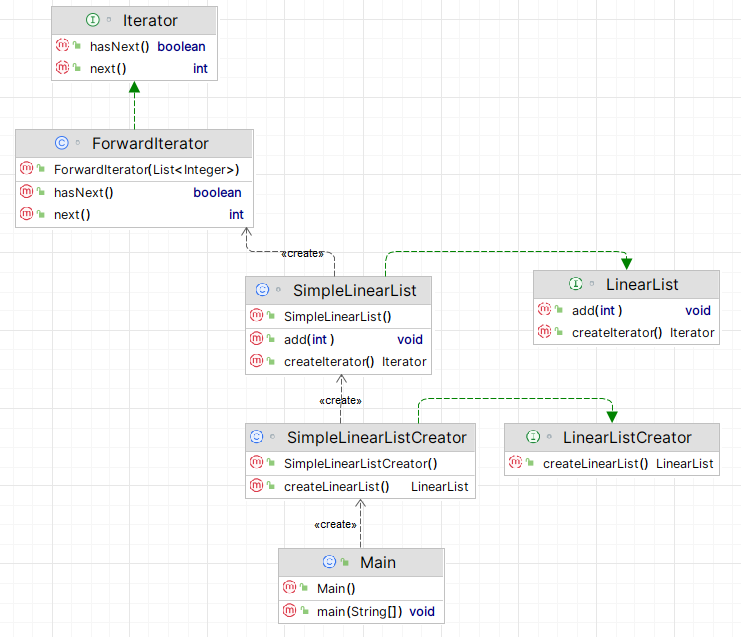 Iterator
hasNext() boolean
next() int
ForwardIterator
ForwardIterator(List<Integer>)
hasNext() boolean
next() int
«create»
SimpleLinearList
SimpleLinearList()
add(int ) void
createIterator() Iterator
LinearList
add(int ) void
createIterator() Iterator
«create»
SimpleLinearListCreator
SimpleLinearListCreator()
createLinearList() LinearList
LinearListCreator
createLinearList() LinearList
«create»
Main
Main()
main(String[]) void